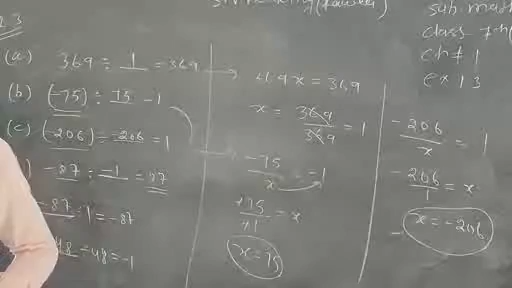 sub. math
class 7th
ch # 1
ex 1 3
(a) 369 ÷ 1 = 369
(b) (-75) ÷ 75 -1
(c) (-206) ÷ -206 = 1
-87 ÷ -1 = 87
-87 ÷ 1 = -87
48 ÷ 48 = -1
69x = 369
x = 369/369 = 1
-75/x = -1
+75/+1 = x
x = 75
-206/x = 1
-206/1 = x
x = -206